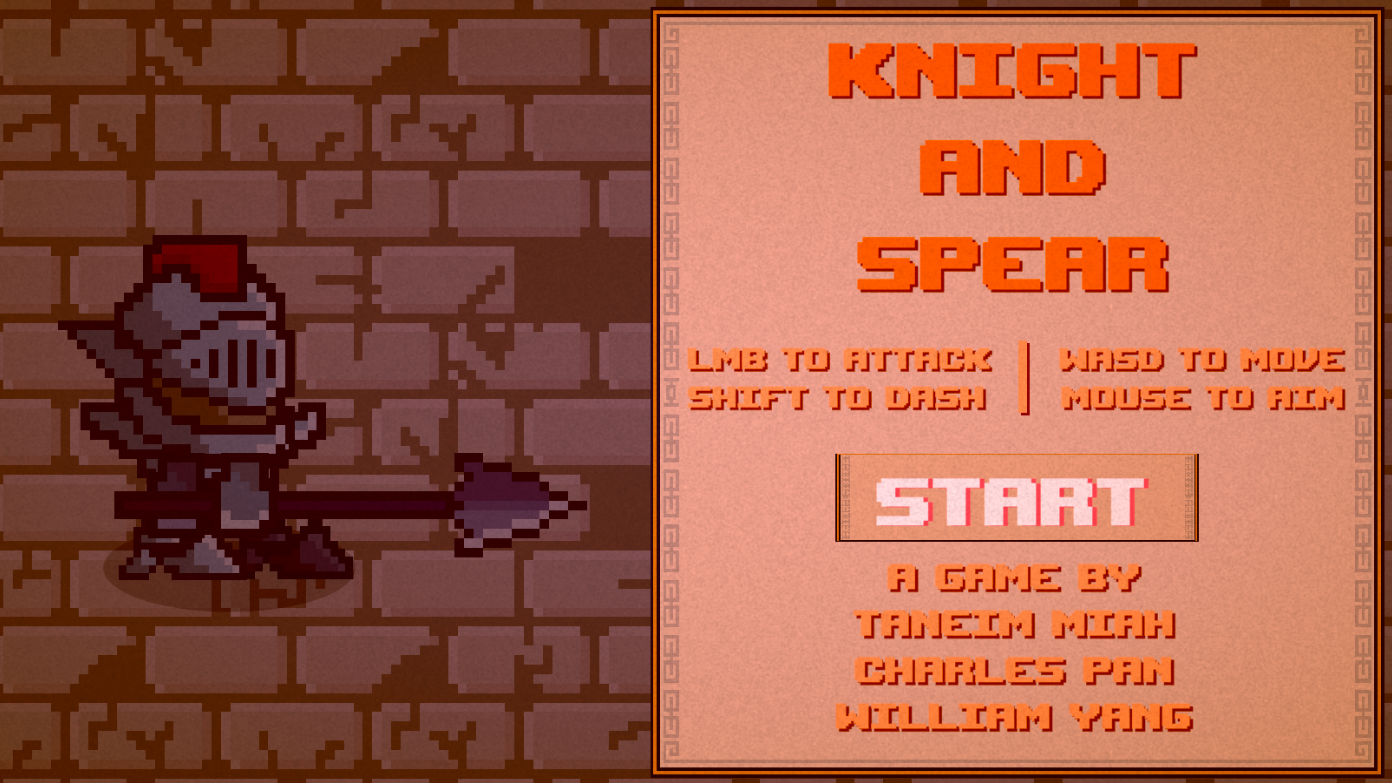 KNIGHT
AND
SPEAR
LMB TO ATTACK
SHIFT TO DASH
WASD TO MOVE
MOUSE TO AIM
START
A GAME BY
TANEIM MIAH
CHARLES PAN
WILLIAM YANG